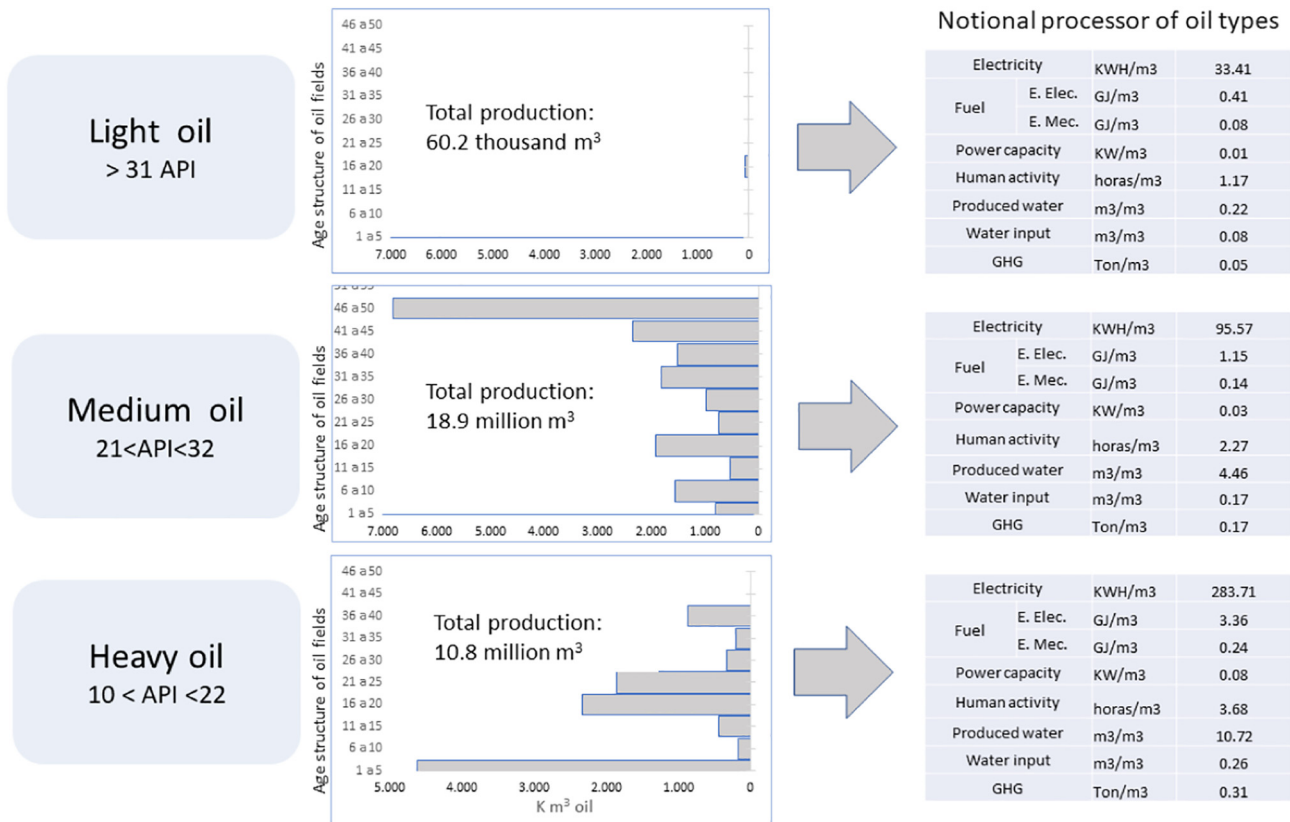 Notional processor of oil types
Light oil
> 31 API
Age structure of oil fields
46 a 50
41 a 45
36 a 40
31 a 35
26 a 30
21 a 25
16 a 20
11 a 15
6 a 10
1 a 5
Total production:
60.2 thousand m³
7.000 6.000 5.000 4.000 3.000 2.000 1.000 0
Electricity KWH/m3 33.41
Fuel E. Elec. GJ/m3 0.41
E. Mec. GJ/m3 0.08
Power capacity KW/m3 0.01
Human activity horas/m3 1.17
Produced water m3/m3 0.22
Water input m3/m3 0.08
GHG Ton/m3 0.05
Medium oil
21<API<32
Age structure of oil fields
51 a 55
46 a 50
41 a 45
36 a 40
31 a 35
26 a 30
21 a 25
16 a 20
11 a 15
6 a 10
1 a 5
Total production:
18.9 million m³
7.000 6.000 5.000 4.000 3.000 2.000 1.000 0
Electricity KWH/m3 95.57
Fuel E. Elec. GJ/m3 1.15
E. Mec. GJ/m3 0.14
Power capacity KW/m3 0.03
Human activity horas/m3 2.27
Produced water m3/m3 4.46
Water input m3/m3 0.17
GHG Ton/m3 0.17
Heavy oil
10 < API <22
Age structure of oil fields
46 a 50
41 a 45
36 a 40
31 a 35
26 a 30
21 a 25
16 a 20
11 a 15
6 a 10
1 a 5
Total production:
10.8 million m³
5.000 4.000 3.000 2.000 1.000 0
K m³ oil
Electricity KWH/m3 283.71
Fuel E. Elec. GJ/m3 3.36
E. Mec. GJ/m3 0.24
Power capacity KW/m3 0.08
Human activity horas/m3 3.68
Produced water m3/m3 10.72
Water input m3/m3 0.26
GHG Ton/m3 0.31